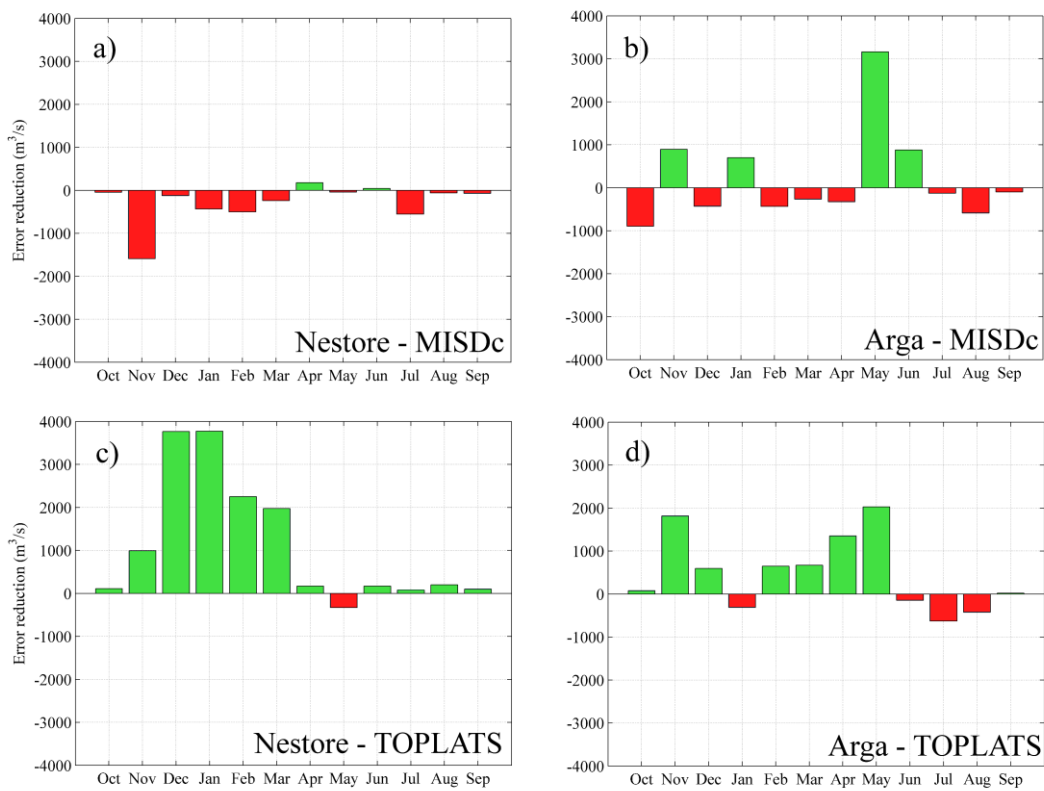 a)
4000
3000
2000
1000
0
-1000
-2000
-3000
-4000
Error reduction (m³/s)
Nestore - MISDc
Oct Nov Dec Jan Feb Mar Apr May Jun Jul Aug Sep
b)
4000
3000
2000
1000
0
-1000
-2000
-3000
-4000
Arga - MISDc
Oct Nov Dec Jan Feb Mar Apr May Jun Jul Aug Sep
c)
4000
3000
2000
1000
0
-1000
-2000
-3000
-4000
Error reduction (m³/s)
Nestore - TOPLATS
Oct Nov Dec Jan Feb Mar Apr May Jun Jul Aug Sep
d)
4000
3000
2000
1000
0
-1000
-2000
-3000
-4000
Arga - TOPLATS
Oct Nov Dec Jan Feb Mar Apr May Jun Jul Aug Sep